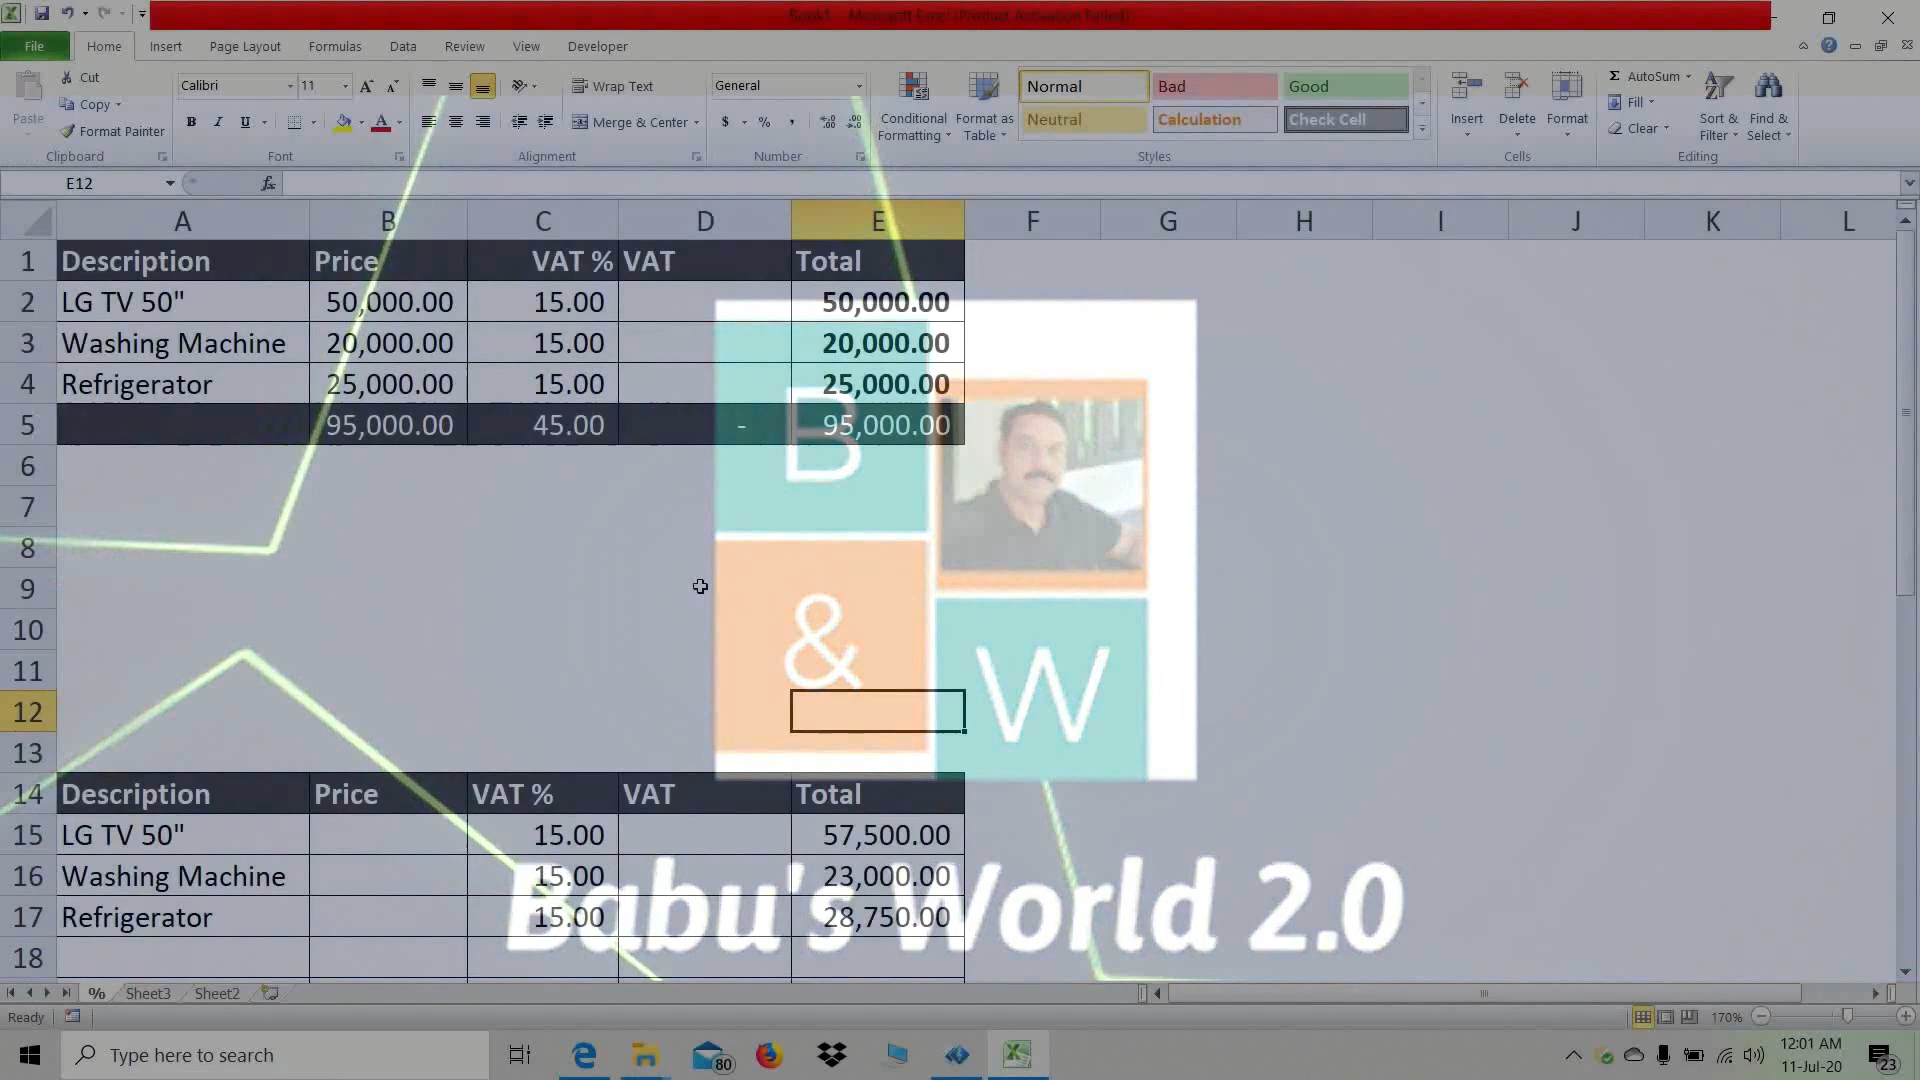 Book1 - Microsoft Excel (Product Activation Failed)
File Home Insert Page Layout Formulas Data Review View Developer
Paste Cut Copy Format Painter Clipboard
Calibri 11 B I U Font
Wrap Text Merge & Center Alignment
General $ % , Number
Conditional Formatting Format as Table Normal Bad Good Neutral Calculation Check Cell Styles
Insert Delete Format Cells
Σ AutoSum Fill Clear Sort & Filter Find & Select Editing
E12 fx
A B C D E F G H I J K L
1 Description Price VAT % VAT Total
2 LG TV 50" 50,000.00 15.00 50,000.00
3 Washing Machine 20,000.00 15.00 20,000.00
4 Refrigerator 25,000.00 15.00 25,000.00
5 95,000.00 45.00 - 95,000.00
6
7
8
9
10
11
12
13
B
&
W
14 Description Price VAT % VAT Total
15 LG TV 50" 15.00 57,500.00
16 Washing Machine 15.00 23,000.00
17 Refrigerator 15.00 28,750.00
18
Babu's World 2.0
% Sheet3 Sheet2
Ready 170%
Type here to search 80 12:01 AM
11-Jul-20 23